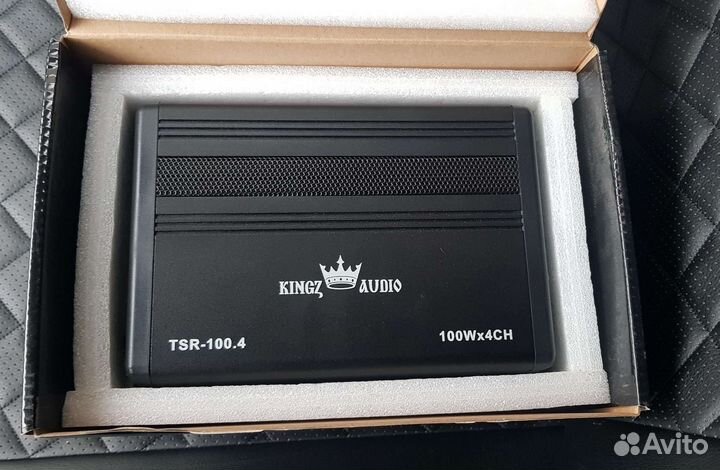 KINGZ AUDIO
TSR-100.4
100Wx4CH
Avito